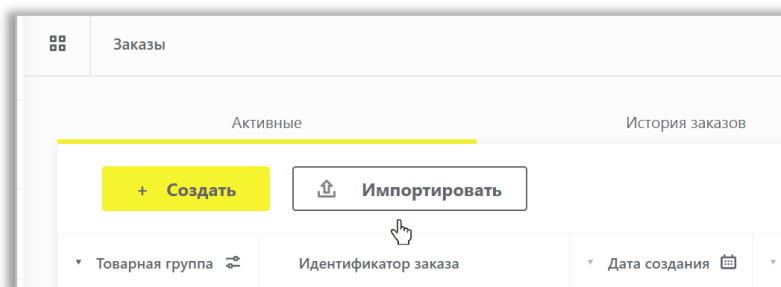 Заказы
Активные
История заказов
+ Создать
Импортировать
Товарная группа
Идентификатор заказа
Дата создания